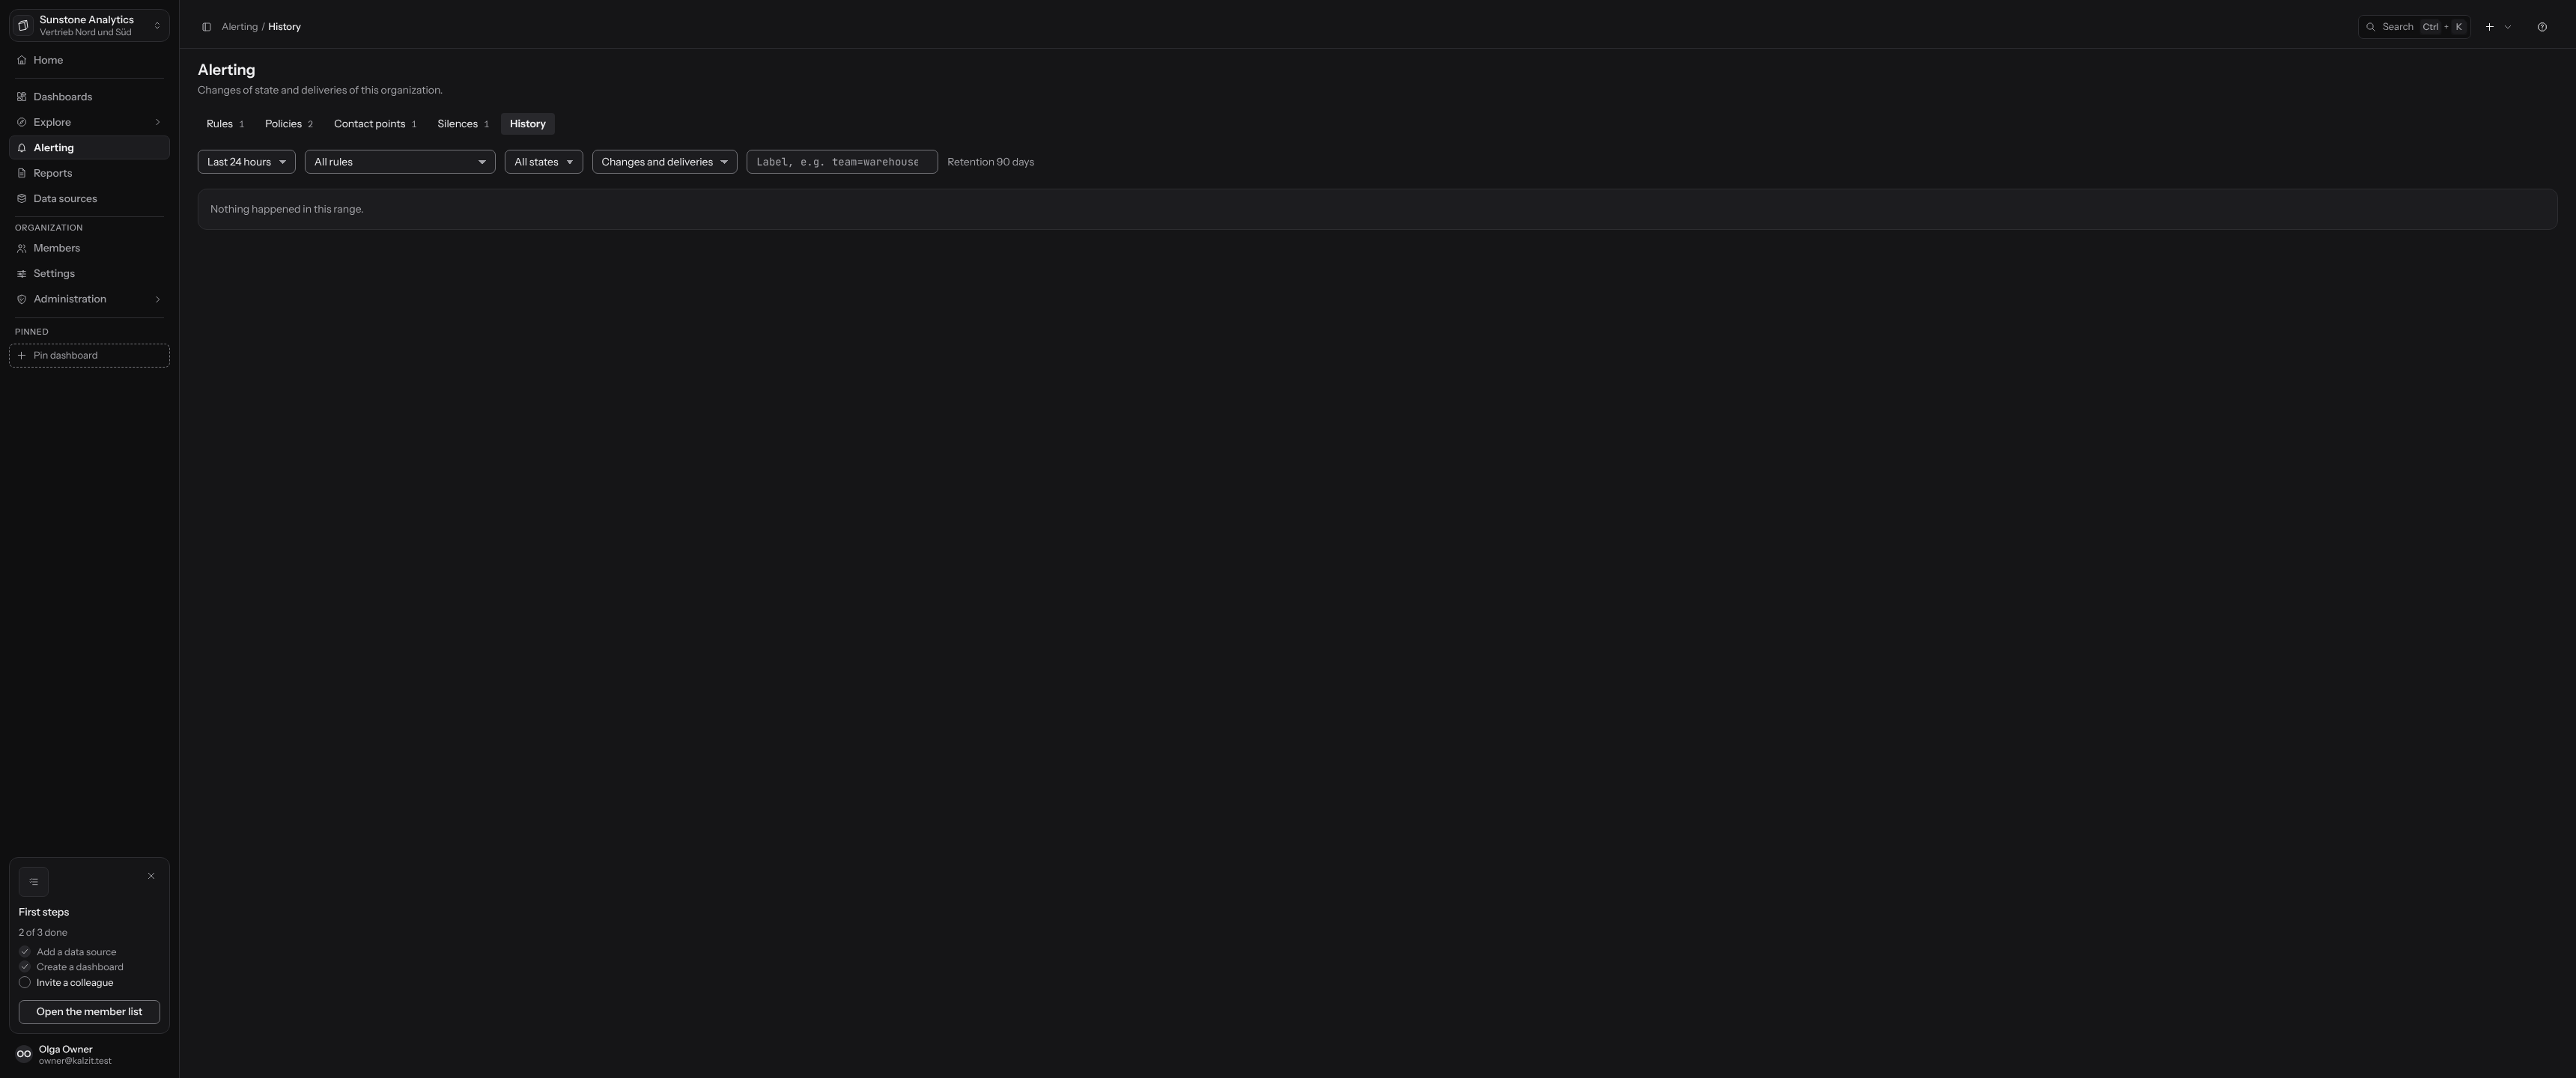 Sunstone Analytics
Vertrieb Nord und Süd
Home
Dashboards
Explore
Alerting
Reports
Data sources
ORGANIZATION
Members
Settings
Administration
PINNED
Pin dashboard
First steps
2 of 3 done
Add a data source
Create a dashboard
Invite a colleague
Open the member list
OO
Olga Owner
owner@kalzit.test
Alerting / History
Search Ctrl + K
Alerting
Changes of state and deliveries of this organization.
Rules 1 Policies 2 Contact points 1 Silences 1 History
Last 24 hours All rules All states Changes and deliveries Label, e.g. team=warehouse Retention 90 days
Nothing happened in this range.